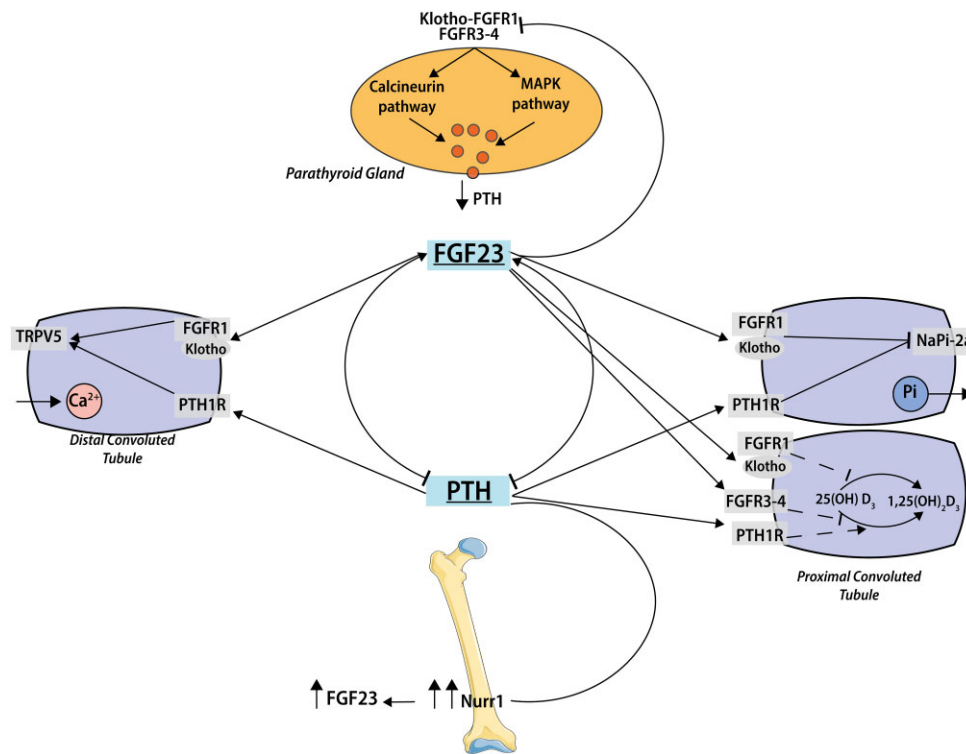 Klotho-FGFR1
FGFR3-4
Calcineurin
pathway
MAPK
pathway
Parathyroid Gland
PTH
FGF23
TRPV5
FGFR1
Klotho
Ca²⁺
PTH1R
Distal Convoluted
Tubule
FGFR1
Klotho
NaPi-2a
PTH1R
Pi
PTH
FGFR1
Klotho
FGFR3-4
25(OH) D₃
1,25(OH)₂D₃
PTH1R
Proximal Convoluted
Tubule
FGF23
Nurr1